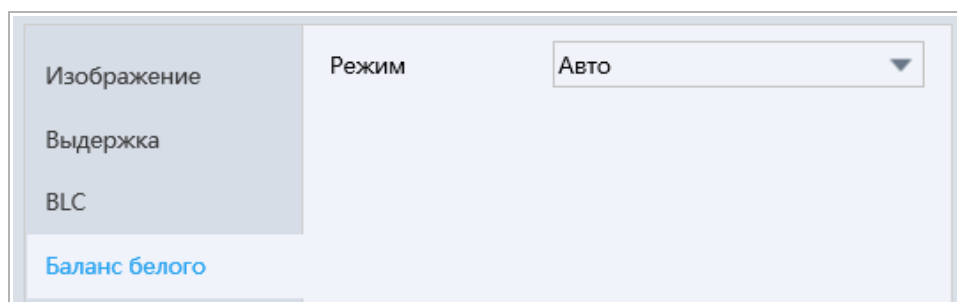 Изображение
Выдержка
BLC
Баланс белого
Режим
Авто